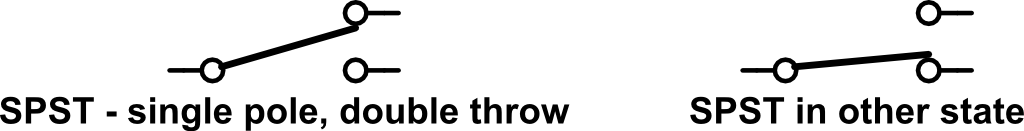 SPST - single pole, double throw
SPST in other state